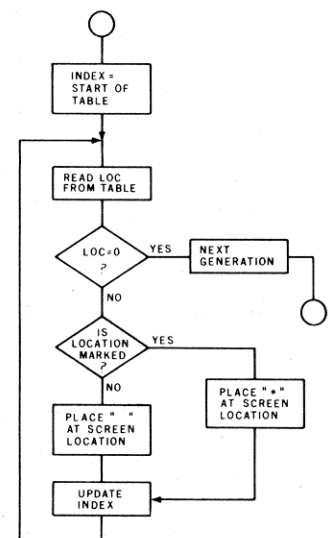 INDEX =
START OF
TABLE
READ LOC
FROM TABLE
LOC=0
?
YES
NEXT
GENERATION
NO
IS
LOCATION
MARKED
?
YES
NO
PLACE "*"
AT SCREEN
LOCATION
PLACE " "
AT SCREEN
LOCATION
UPDATE
INDEX